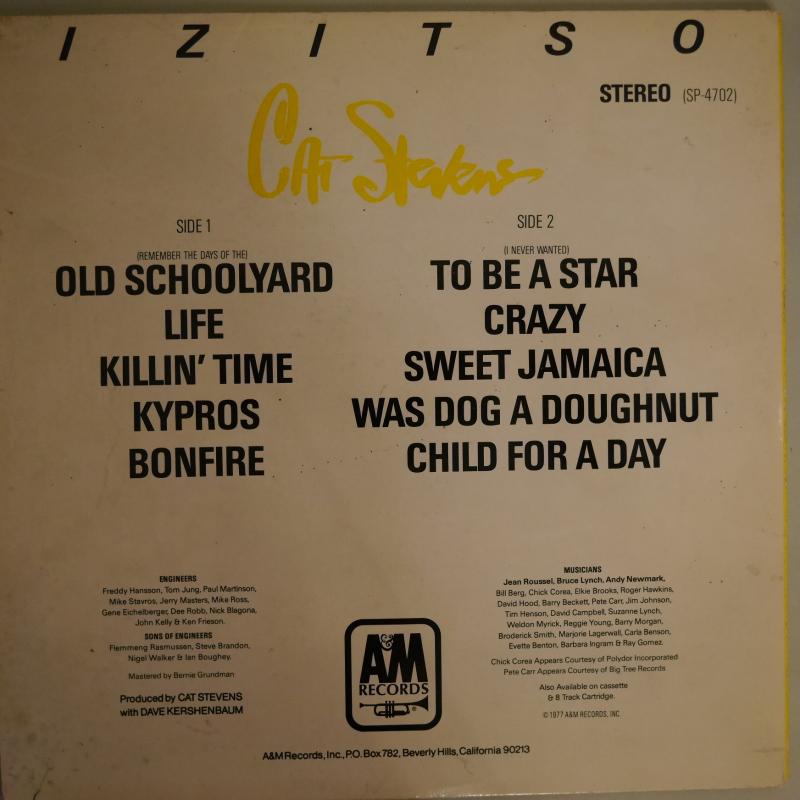 I Z I T S O
STEREO (SP-4702)
Cat Stevens
SIDE 1
(REMEMBER THE DAYS OF THE)
OLD SCHOOLYARD
LIFE
KILLIN' TIME
KYPROS
BONFIRE
SIDE 2
(I NEVER WANTED)
TO BE A STAR
CRAZY
SWEET JAMAICA
WAS DOG A DOUGHNUT
CHILD FOR A DAY
ENGINEERS
Freddy Hansson, Tom Jung, Paul Martinson,
Mike Stavros, Jerry Masters, Mike Ross,
Gene Eichelberger, Dee Robb, Nick Blagona,
John Kelly & Ken Frieson.
SONS OF ENGINEERS
Flemmeng Rasmussen, Steve Brandon,
Nigel Walker & Ian Boughey.
Mastered by Bernie Grundman
Produced by CAT STEVENS
with DAVE KERSHENBAUM
A&M
RECORDS
®
MUSICIANS
Jean Roussel, Bruce Lynch, Andy Newmark,
Bill Berg, Chick Corea, Elkie Brooks, Roger Hawkins,
David Hood, Barry Beckett, Pete Carr, Jim Johnson,
Tim Henson, David Campbell, Suzanne Lynch,
Weldon Myrick, Reggie Young, Barry Morgan,
Broderick Smith, Marjorie Lagerwall, Carla Benson,
Evette Benton, Barbara Ingram & Ray Gomez.
Chick Corea Appears Courtesy of Polydor Incorporated
Pete Carr Appears Courtesy of Big Tree Records
Also Available on cassette
& 8 Track Cartridge.
© 1977 A&M RECORDS, INC.
A&M Records, Inc., P.O. Box 782, Beverly Hills, California 90213